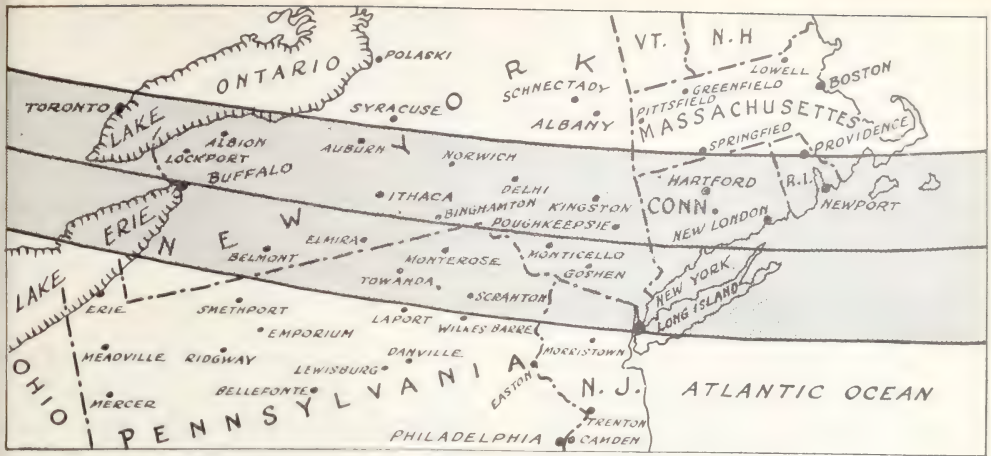 VT.
N.H
POLASKI
ONTARIO
R K
LOWELL
BOSTON
SCHNECTADY
GREENFIELD
PITTSFIELD
TORONTO
SYRACUSE
O
ALBANY
MASSACHUSETTES
LAKE
ALBION
AUBURN
Y
SPRINGFIED
PROVIDENCE
LOCKPORT
NORWICH
BUFFALO
DELHI
HARTFORD
R.I.
ITHACA
BINGHAMTON
KINGSTON
CONN
NEWPORT
ERIE
N E W
ELMIRA
POUGHKEEPSIE
NEW LONDON
BELMONT
MONTEROSE
MONTICELLO
GOSHEN
LAKE
TOWANDA
NEW YORK
LONG ISLAND
ERIE
SMETHPORT
SCRANTON
LAPORT
WILKES BARRE
EMPORIUM
MEADVILLE
RIDGWAY
DANVILLE
MORRISTOWN
LEWISBURG
OHIO
BELLEFONTE
EASTON
N.J.
ATLANTIC OCEAN
MERCER
PENNSYLVANIA
TRENTON
PHILADELPHIA
CAMDEN